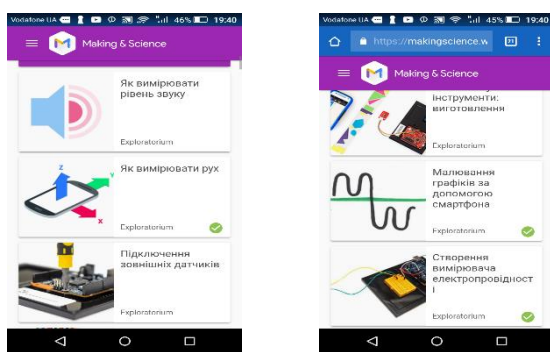 Vodafone UA 46% 19:40
Making & Science
Як вимірювати
рівень звуку
Exploratorium
Як вимірювати рух
z
y
x
Exploratorium
Підключення
зовнішніх датчиків
Exploratorium
Vodafone UA 45% 19:40
https://makingscience.w
Making & Science
інструменти:
виготовлення
Exploratorium
Малювання
графіків за
допомогою
смартфона
Exploratorium
Створення
вимірювача
електропровідност
і
Exploratorium